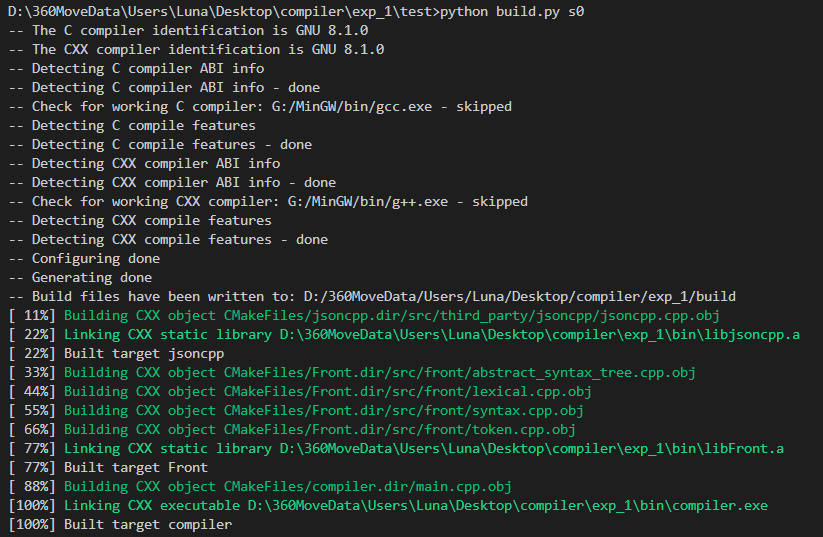 D:\360MoveData\Users\Luna\Desktop\compiler\exp_1\test>python build.py s0
-- The C compiler identification is GNU 8.1.0
-- The CXX compiler identification is GNU 8.1.0
-- Detecting C compiler ABI info
-- Detecting C compiler ABI info - done
-- Check for working C compiler: G:/MinGW/bin/gcc.exe - skipped
-- Detecting C compile features
-- Detecting C compile features - done
-- Detecting CXX compiler ABI info
-- Detecting CXX compiler ABI info - done
-- Check for working CXX compiler: G:/MinGW/bin/g++.exe - skipped
-- Detecting CXX compile features
-- Detecting CXX compile features - done
-- Configuring done
-- Generating done
-- Build files have been written to: D:/360MoveData/Users/Luna/Desktop/compiler/exp_1/build
[ 11%] Building CXX object CMakeFiles/jsoncpp.dir/src/third_party/jsoncpp/jsoncpp.cpp.obj
[ 22%] Linking CXX static library D:\360MoveData\Users\Luna\Desktop\compiler\exp_1\bin\libjsoncpp.a
[ 22%] Built target jsoncpp
[ 33%] Building CXX object CMakeFiles/Front.dir/src/front/abstract_syntax_tree.cpp.obj
[ 44%] Building CXX object CMakeFiles/Front.dir/src/front/lexical.cpp.obj
[ 55%] Building CXX object CMakeFiles/Front.dir/src/front/syntax.cpp.obj
[ 66%] Building CXX object CMakeFiles/Front.dir/src/front/token.cpp.obj
[ 77%] Linking CXX static library D:\360MoveData\Users\Luna\Desktop\compiler\exp_1\bin\libFront.a
[ 77%] Built target Front
[ 88%] Building CXX object CMakeFiles/compiler.dir/main.cpp.obj
[100%] Linking CXX executable D:\360MoveData\Users\Luna\Desktop\compiler\exp_1\bin\compiler.exe
[100%] Built target compiler